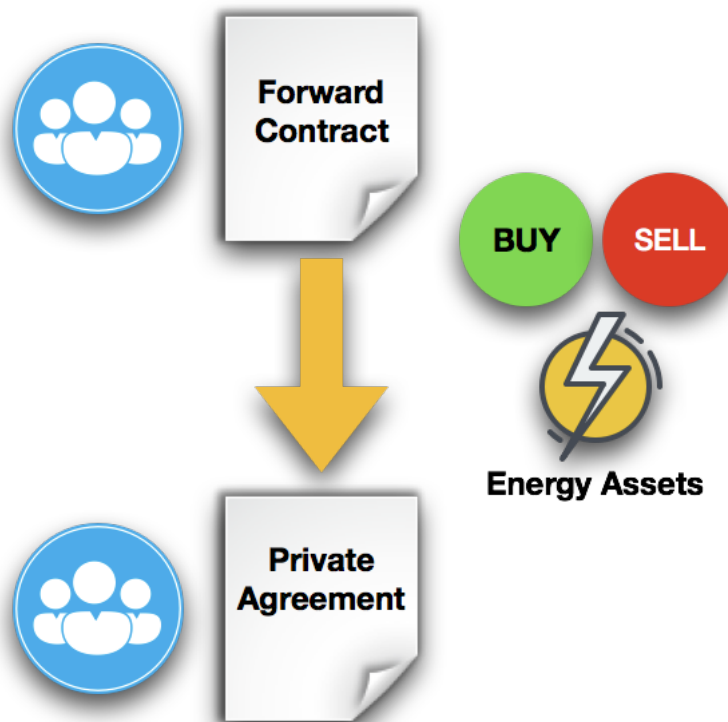 Forward
Contract
BUY
SELL
Energy Assets
Private
Agreement